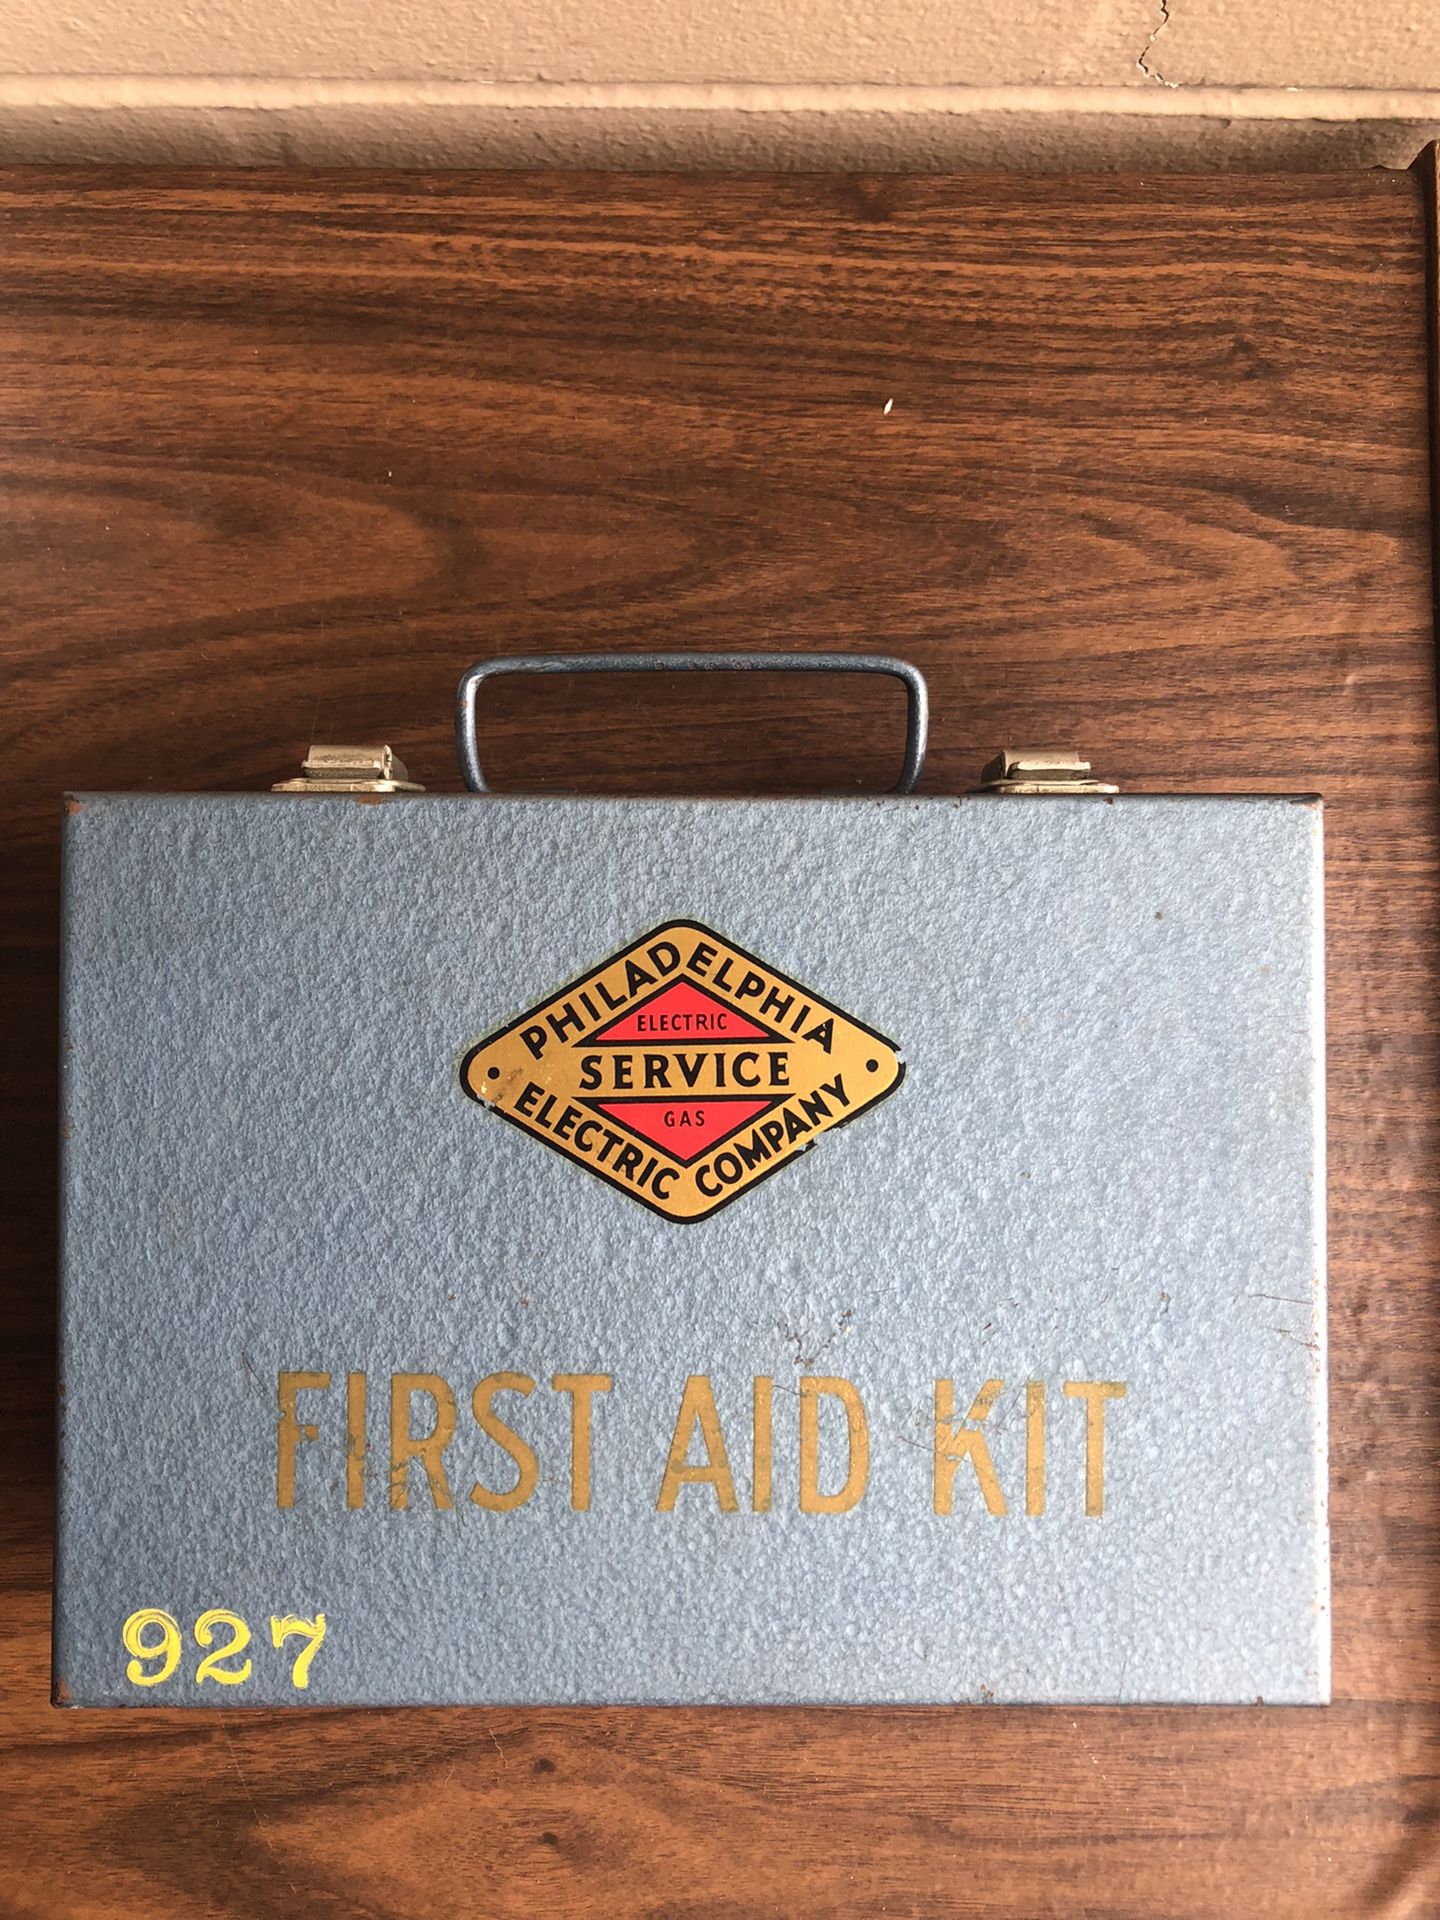 PHILADELPHIA
ELECTRIC
SERVICE
GAS
ELECTRIC COMPANY
FIRST AID KIT
927